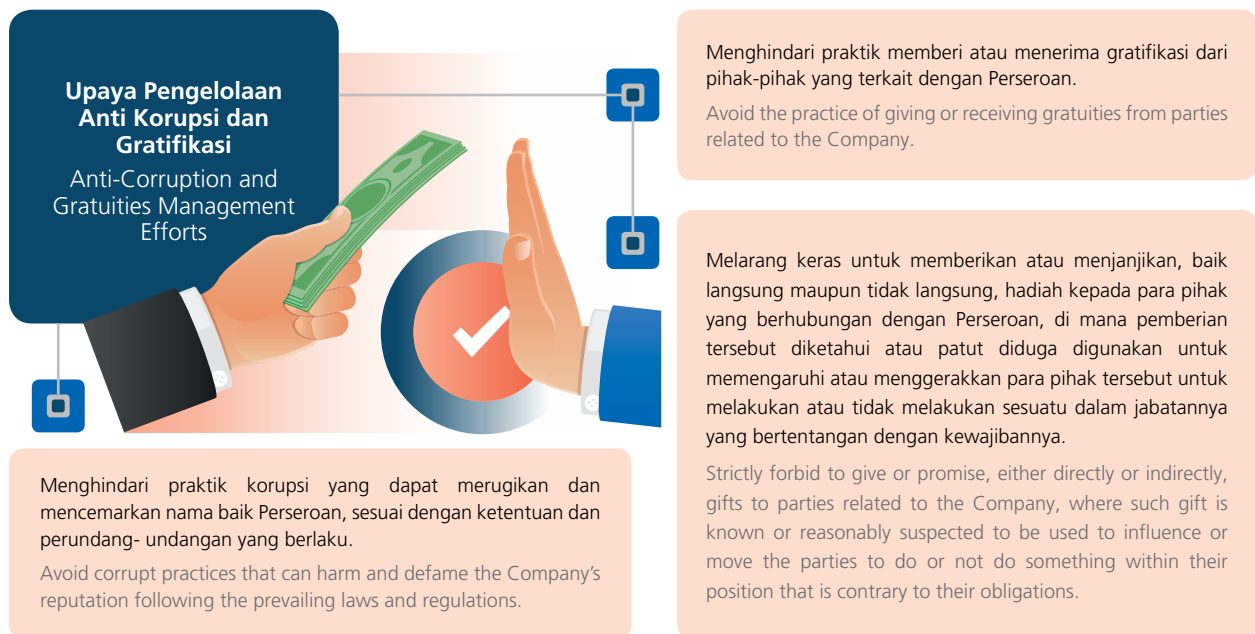 Upaya Pengelolaan
Anti Korupsi dan
Gratifikasi
Anti-Corruption and
Gratuities Management
Efforts
Menghindari praktik korupsi yang dapat merugikan dan
mencemarkan nama baik Perseroan, sesuai dengan ketentuan dan
perundang- undangan yang berlaku.
Avoid corrupt practices that can harm and defame the Company's
reputation following the prevailing laws and regulations.
Menghindari praktik memberi atau menerima gratifikasi dari
pihak-pihak yang terkait dengan Perseroan.
Avoid the practice of giving or receiving gratuities from parties
related to the Company.
Melarang keras untuk memberikan atau menjanjikan, baik
langsung maupun tidak langsung, hadiah kepada para pihak
yang berhubungan dengan Perseroan, di mana pemberian
tersebut diketahui atau patut diduga digunakan untuk
memengaruhi atau menggerakkan para pihak tersebut untuk
melakukan atau tidak melakukan sesuatu dalam jabatannya
yang bertentangan dengan kewajibannya.
Strictly forbid to give or promise, either directly or indirectly,
gifts to parties related to the Company, where such gift is
known or reasonably suspected to be used to influence or
move the parties to do or not do something within their
position that is contrary to their obligations.